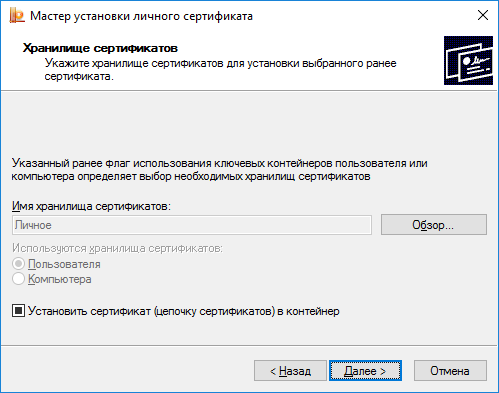 Мастер установки личного сертификата
Хранилище сертификатов
Укажите хранилище сертификатов для установки выбранного ранее
сертификата.
Указанный ранее флаг использования ключевых контейнеров пользователя или
компьютера определяет выбор необходимых хранилищ сертификатов
Имя хранилища сертификатов:
Личное
Обзор...
Используются хранилища сертификатов:
Пользователя
Компьютера
Установить сертификат (цепочку сертификатов) в контейнер
< Назад
Далее >
Отмена